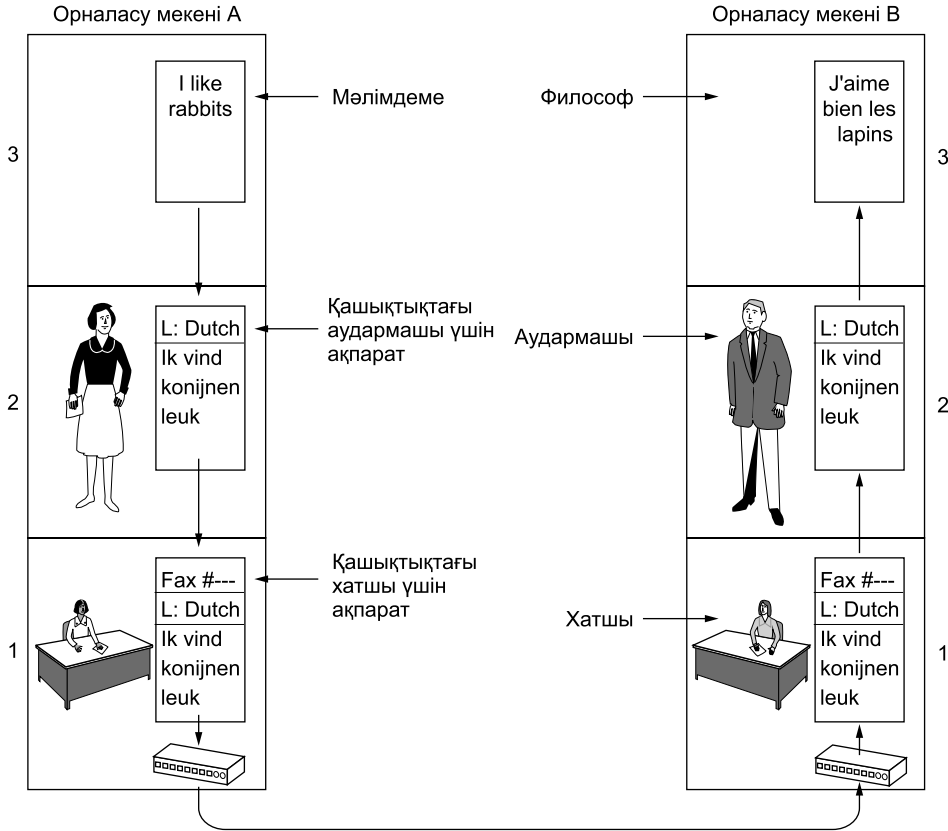 Орналасу мекені A
Орналасу мекені B
I like
rabbits
Мәлімдеме
Философ
J'aime
bien les
lapins
3
3
Қашықтықтағы
аудармашы үшін
ақпарат
L: Dutch
Ik vind
konijnen
leuk
Аудармашы
L: Dutch
Ik vind
konijnen
leuk
2
2
Қашықтықтағы
хатшы үшін
ақпарат
Fax #---
L: Dutch
Ik vind
konijnen
leuk
Хатшы
Fax #---
L: Dutch
Ik vind
konijnen
leuk
1
1